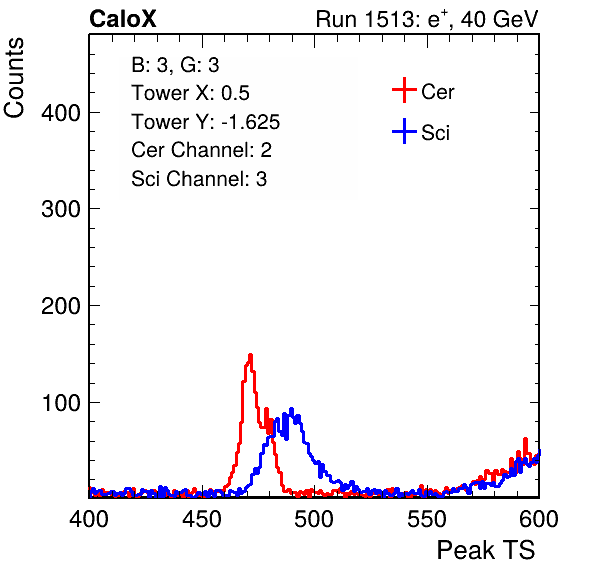 CaloX Run 1513: e⁺, 40 GeV
Counts
B: 3, G: 3
Tower X: 0.5
Tower Y: -1.625
Cer Channel: 2
Sci Channel: 3
Cer
Sci
400
300
200
100
400 450 500 550 600
Peak TS